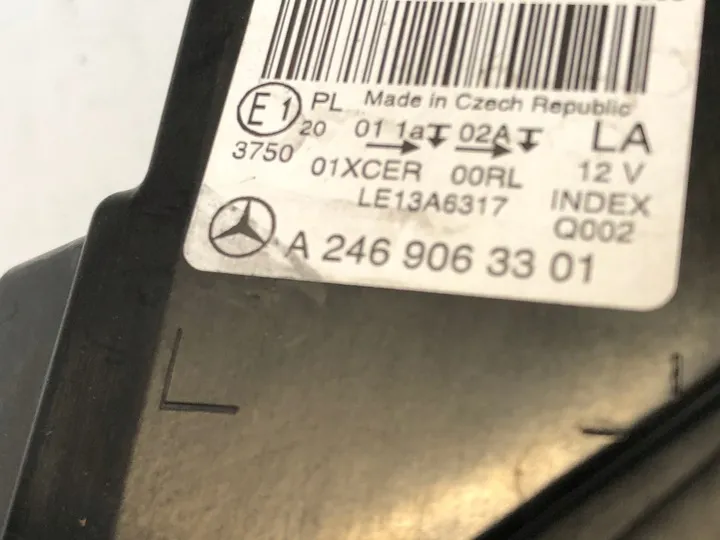 E1 PL Made in Czech Republic
20 01 1a 02A LA
3750 01XCER 00RL 12 V
LE13A6317 INDEX
Q002
A 246 906 33 01